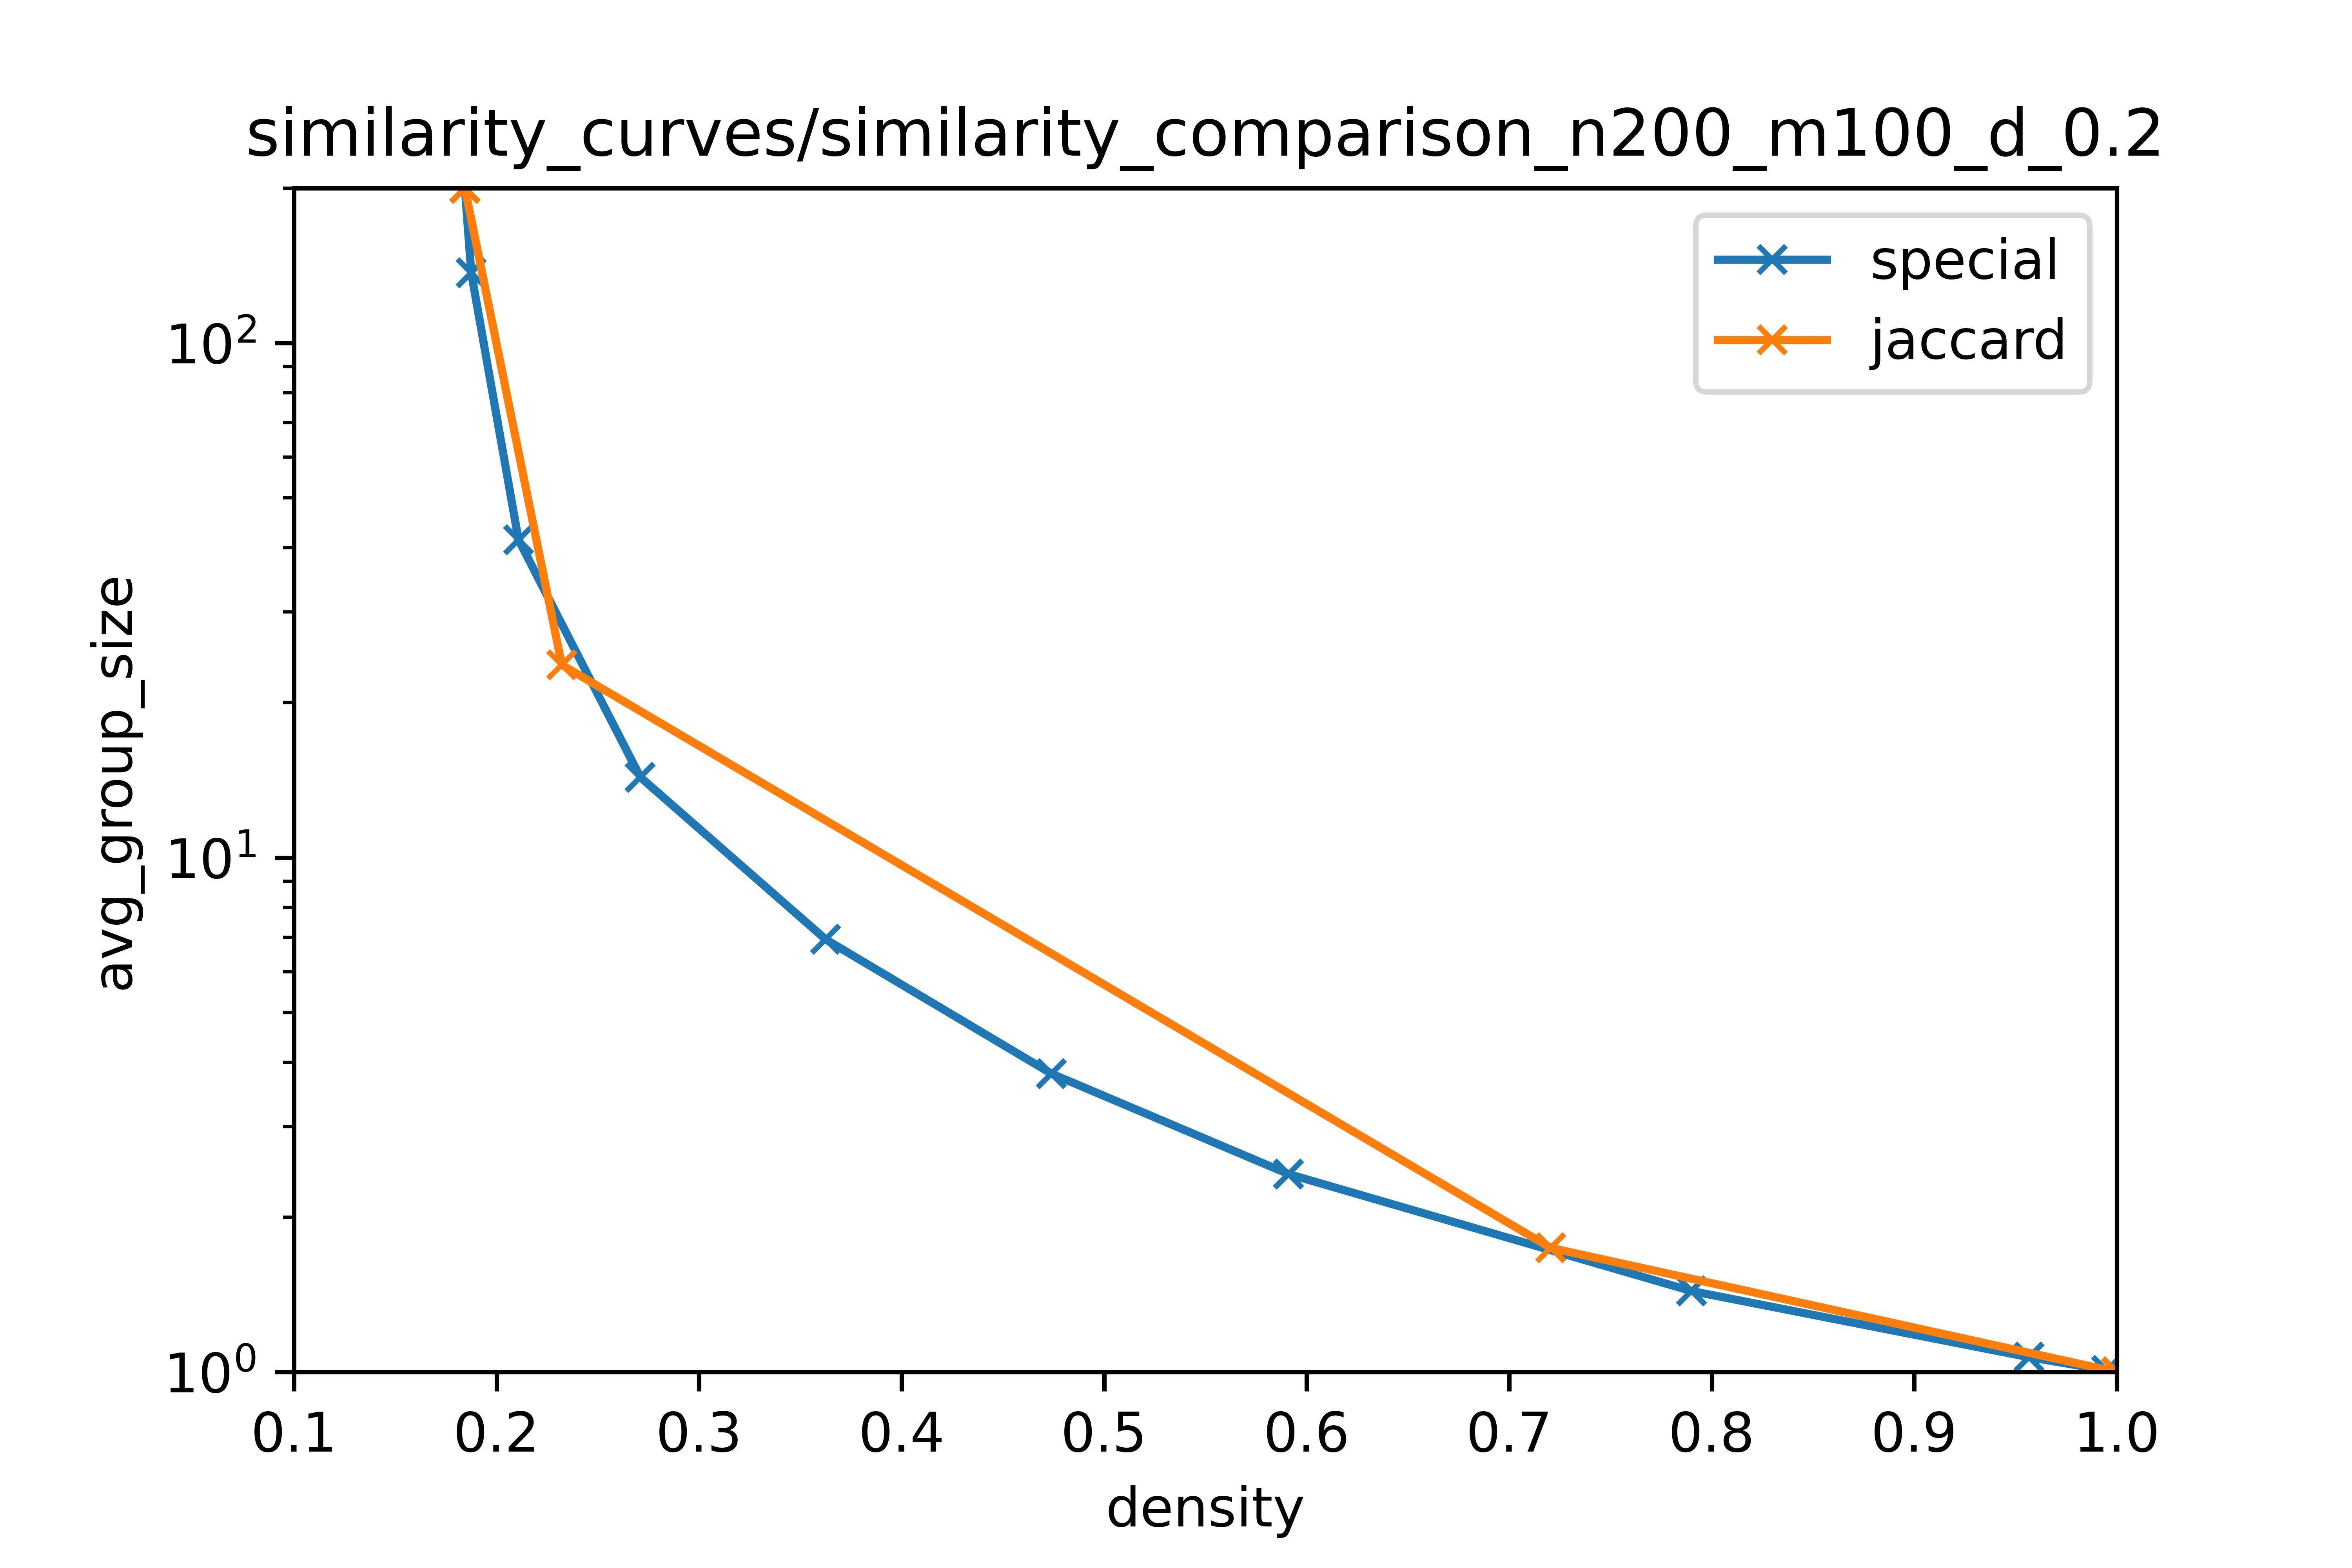 similarity_curves/similarity_comparison_n200_m100_d_0.2
special
jaccard
10²
10¹
10⁰
avg_group_size
0.1 0.2 0.3 0.4 0.5 0.6 0.7 0.8 0.9 1.0
density